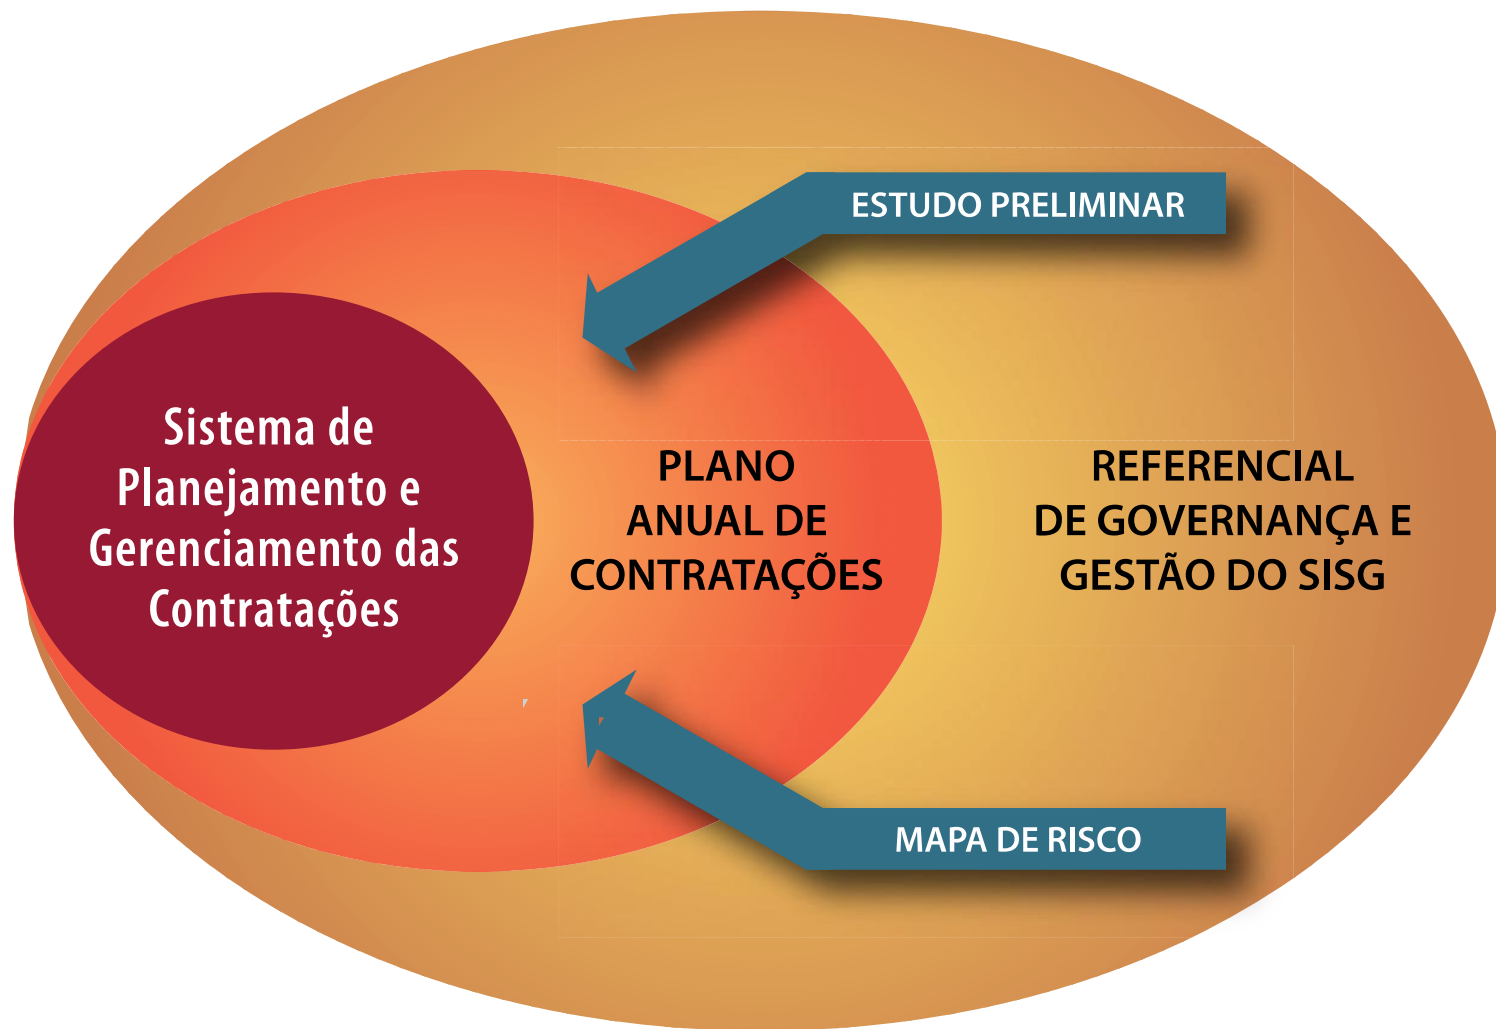 ESTUDO PRELIMINAR
Sistema de
Planejamento e
Gerenciamento das
Contratações
PLANO
ANUAL DE
CONTRATAÇÕES
REFERENCIAL
DE GOVERNANÇA E
GESTÃO DO SISG
MAPA DE RISCO